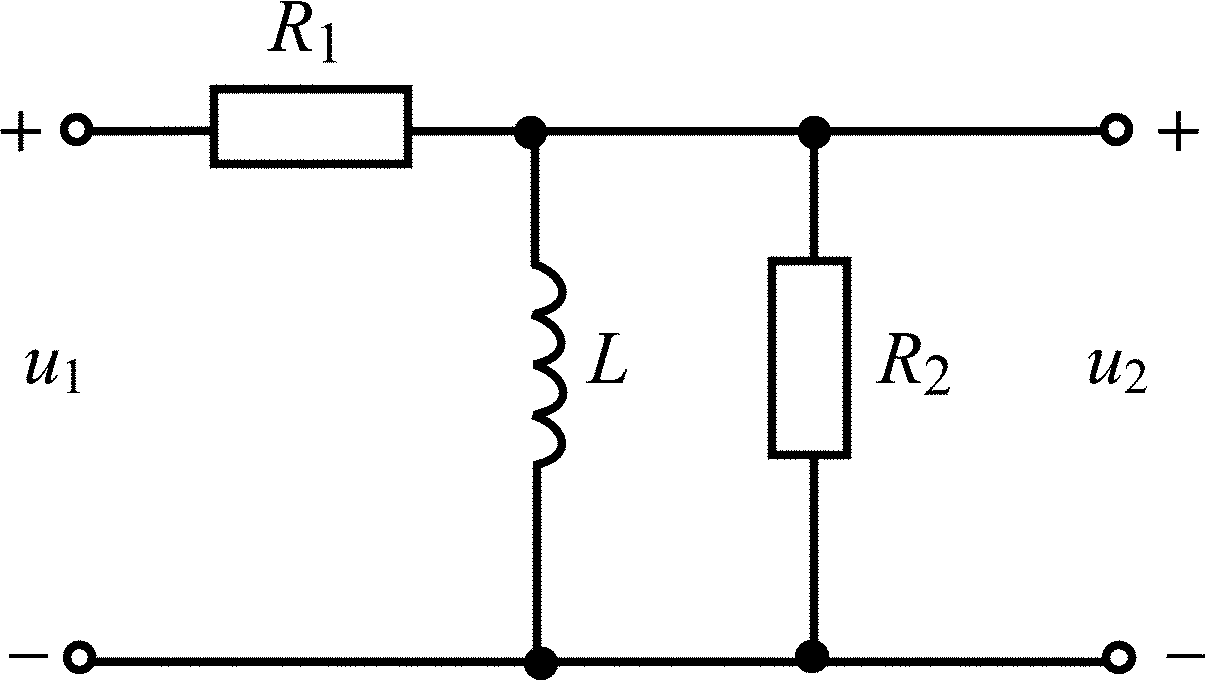 R1
+ +
u1 L R2 u2
− −